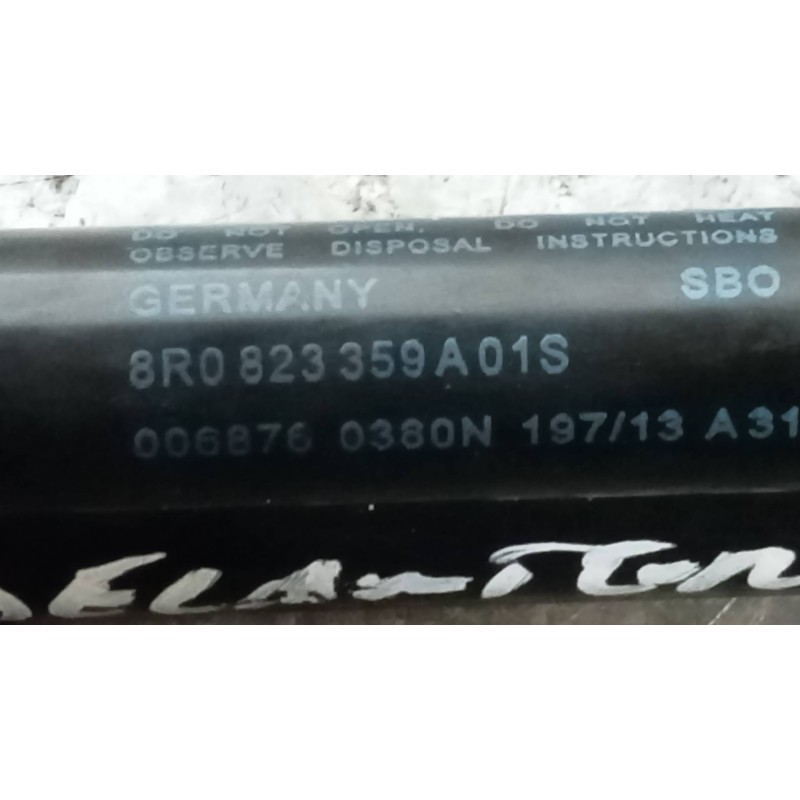 DO NOT OPEN. DO NOT HEAT
OBSERVE DISPOSAL INSTRUCTIONS
GERMANY SBO
8R0 823 359 A 01S
006876 0380N 197/13 A31